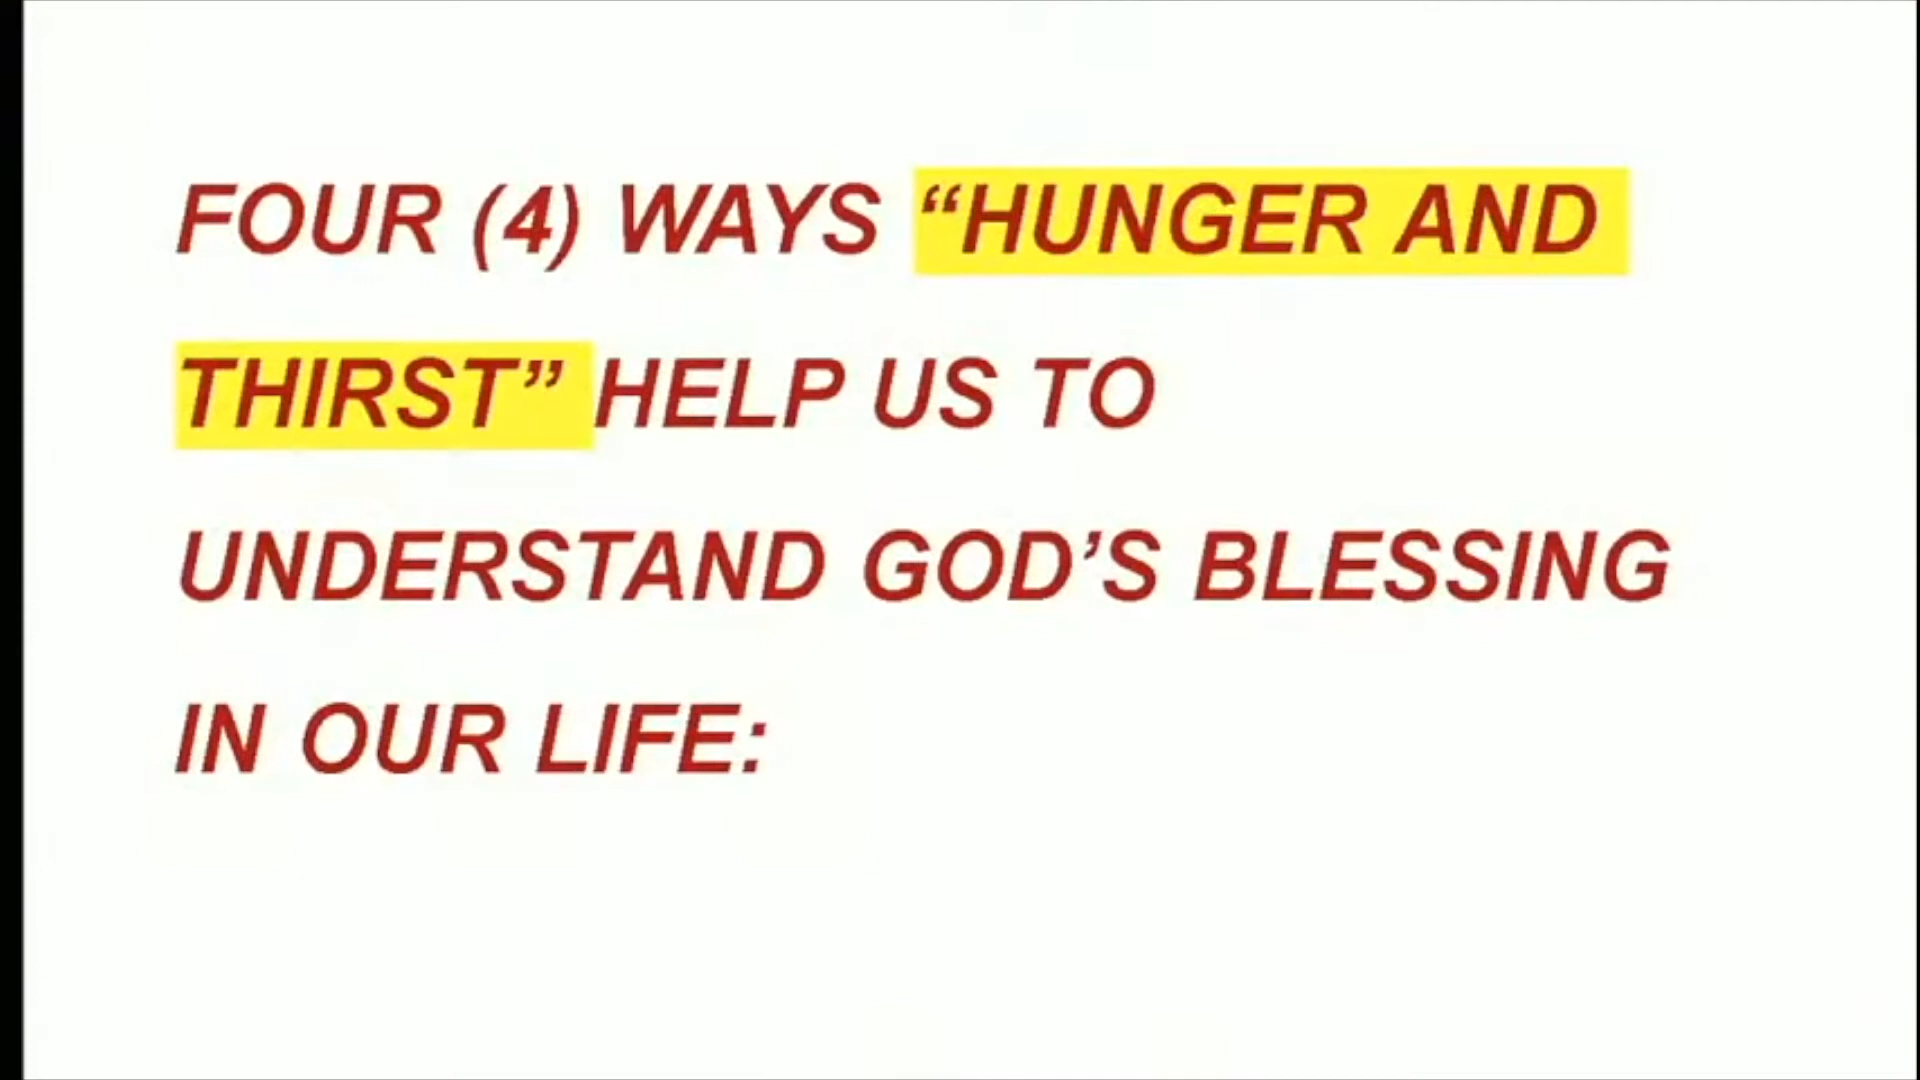 FOUR (4) WAYS “HUNGER AND
THIRST” HELP US TO
UNDERSTAND GOD’S BLESSING
IN OUR LIFE: